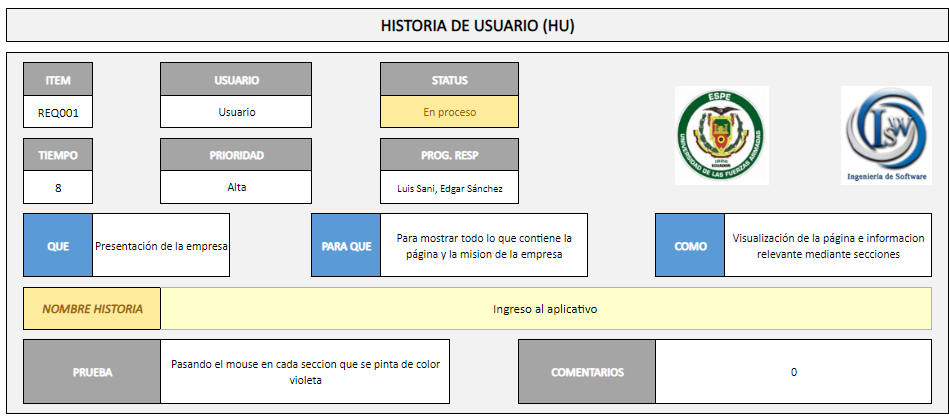 HISTORIA DE USUARIO (HU)
ITEM
USUARIO
STATUS
REQ001
Usuario
En proceso
TIEMPO
PRIORIDAD
PROG. RESP
8
Alta
Luis Sani, Edgar Sánchez
ESPE
UNIVERSIDAD DE LAS FUERZAS ARMADAS
ECUADOR
ISW
Ingeniería de Software
QUE
Presentación de la empresa
PARA QUE
Para mostrar todo lo que contiene la
página y la mision de la empresa
COMO
Visualización de la página e informacion
relevante mediante secciones
NOMBRE HISTORIA
Ingreso al aplicativo
PRUEBA
Pasando el mouse en cada seccion que se pinta de color
violeta
COMENTARIOS
0